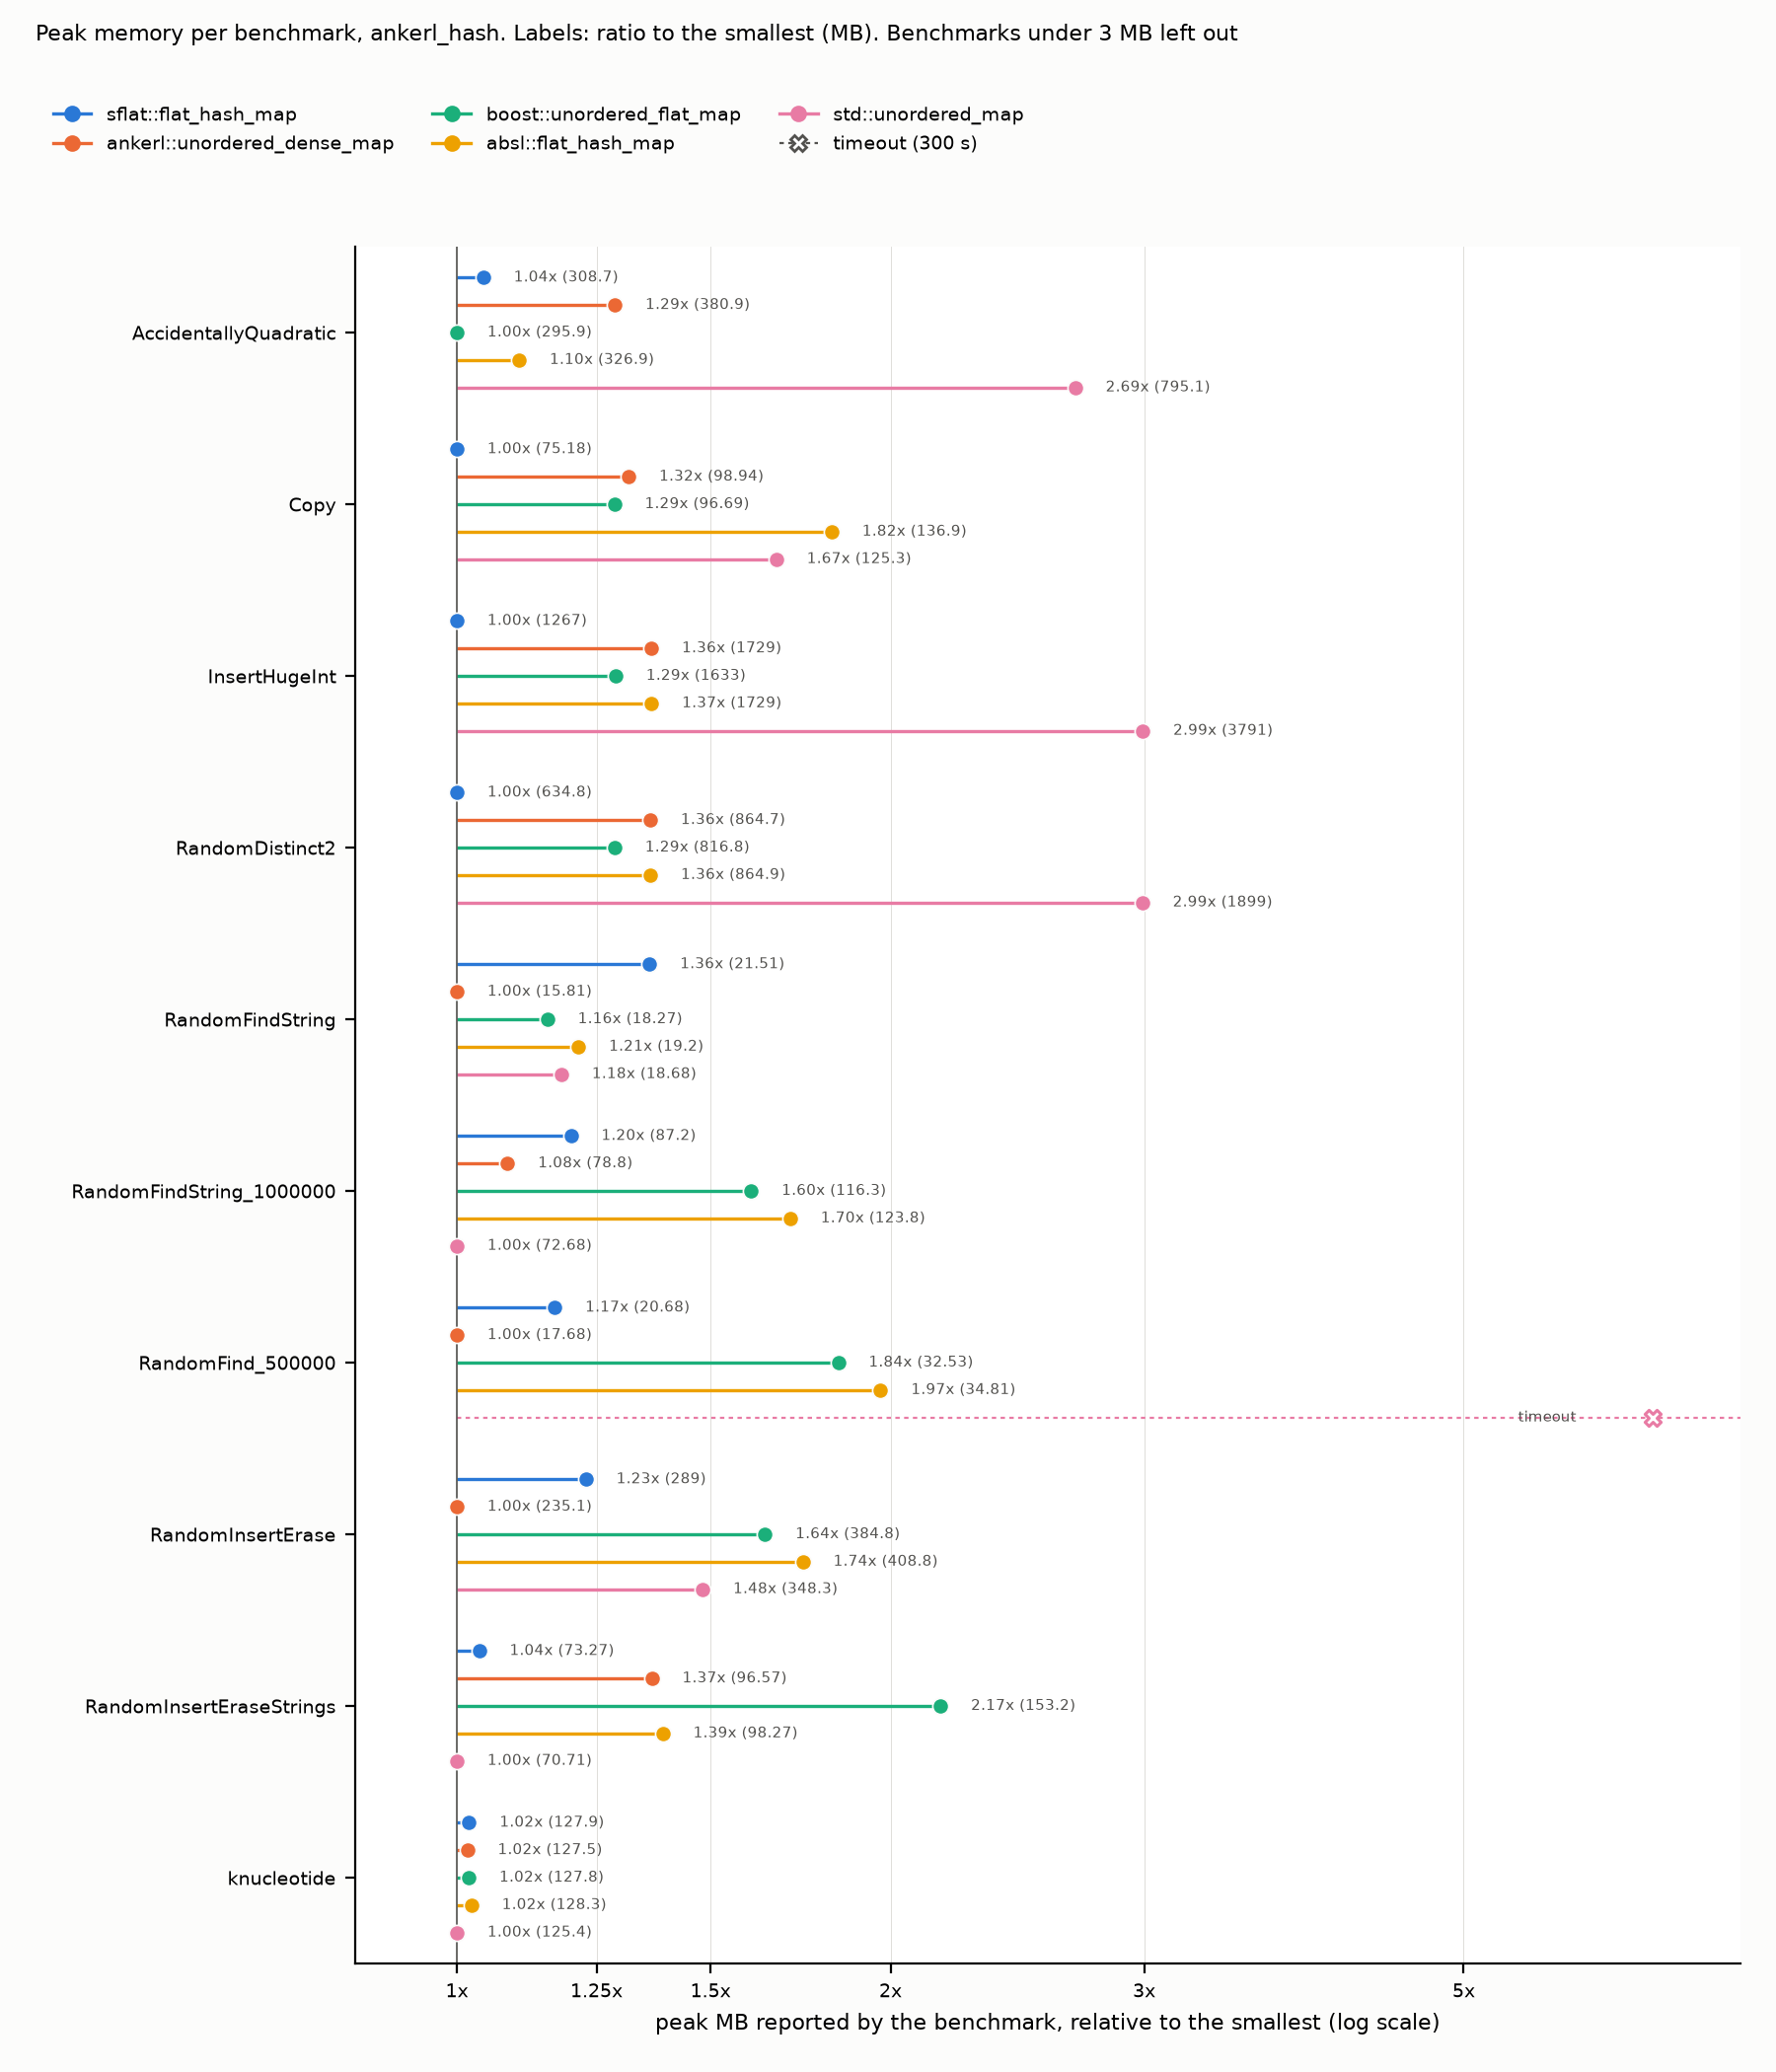 Peak memory per benchmark, ankerl_hash. Labels: ratio to the smallest (MB). Benchmarks under 3 MB left out
sflat::flat_hash_map
ankerl::unordered_dense_map
boost::unordered_flat_map
absl::flat_hash_map
std::unordered_map
timeout (300 s)
AccidentallyQuadratic
1.04x (308.7)
1.29x (380.9)
1.00x (295.9)
1.10x (326.9)
2.69x (795.1)
Copy
1.00x (75.18)
1.32x (98.94)
1.29x (96.69)
1.82x (136.9)
1.67x (125.3)
InsertHugeInt
1.00x (1267)
1.36x (1729)
1.29x (1633)
1.37x (1729)
2.99x (3791)
RandomDistinct2
1.00x (634.8)
1.36x (864.7)
1.29x (816.8)
1.36x (864.9)
2.99x (1899)
RandomFindString
1.36x (21.51)
1.00x (15.81)
1.16x (18.27)
1.21x (19.2)
1.18x (18.68)
RandomFindString_1000000
1.20x (87.2)
1.08x (78.8)
1.60x (116.3)
1.70x (123.8)
1.00x (72.68)
RandomFind_500000
1.17x (20.68)
1.00x (17.68)
1.84x (32.53)
1.97x (34.81)
timeout
RandomInsertErase
1.23x (289)
1.00x (235.1)
1.64x (384.8)
1.74x (408.8)
1.48x (348.3)
RandomInsertEraseStrings
1.04x (73.27)
1.37x (96.57)
2.17x (153.2)
1.39x (98.27)
1.00x (70.71)
knucleotide
1.02x (127.9)
1.02x (127.5)
1.02x (127.8)
1.02x (128.3)
1.00x (125.4)
1x 1.25x 1.5x 2x 3x 5x
peak MB reported by the benchmark, relative to the smallest (log scale)